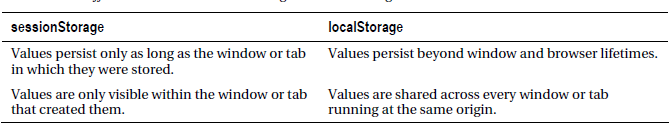 sessionStorage localStorage
Values persist only as long as the window or tab Values persist beyond window and browser lifetimes.
in which they were stored.
Values are only visible within the window or tab Values are shared across every window or tab
that created them. running at the same origin.